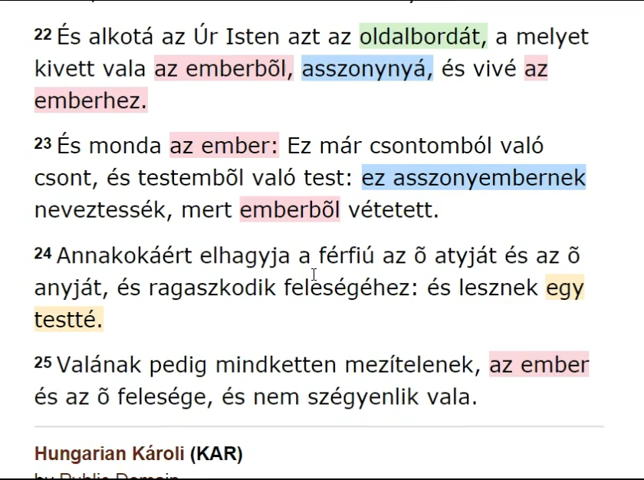 22 És alkotá az Úr Isten azt az oldalbordát, a melyet
kivett vala az emberbõl, asszonynyá, és vivé az
emberhez.
23 És monda az ember: Ez már csontomból való
csont, és testembõl való test: ez asszonyembernek
neveztessék, mert emberbõl vétetett.
24 Annakokáért elhagyja a férfiú az õ atyját és az õ
anyját, és ragaszkodik feleségéhez: és lesznek egy
testté.
25 Valának pedig mindketten mezítelenek, az ember
és az õ felesége, és nem szégyenlik vala.
Hungarian Károli (KAR)
by Public Domain